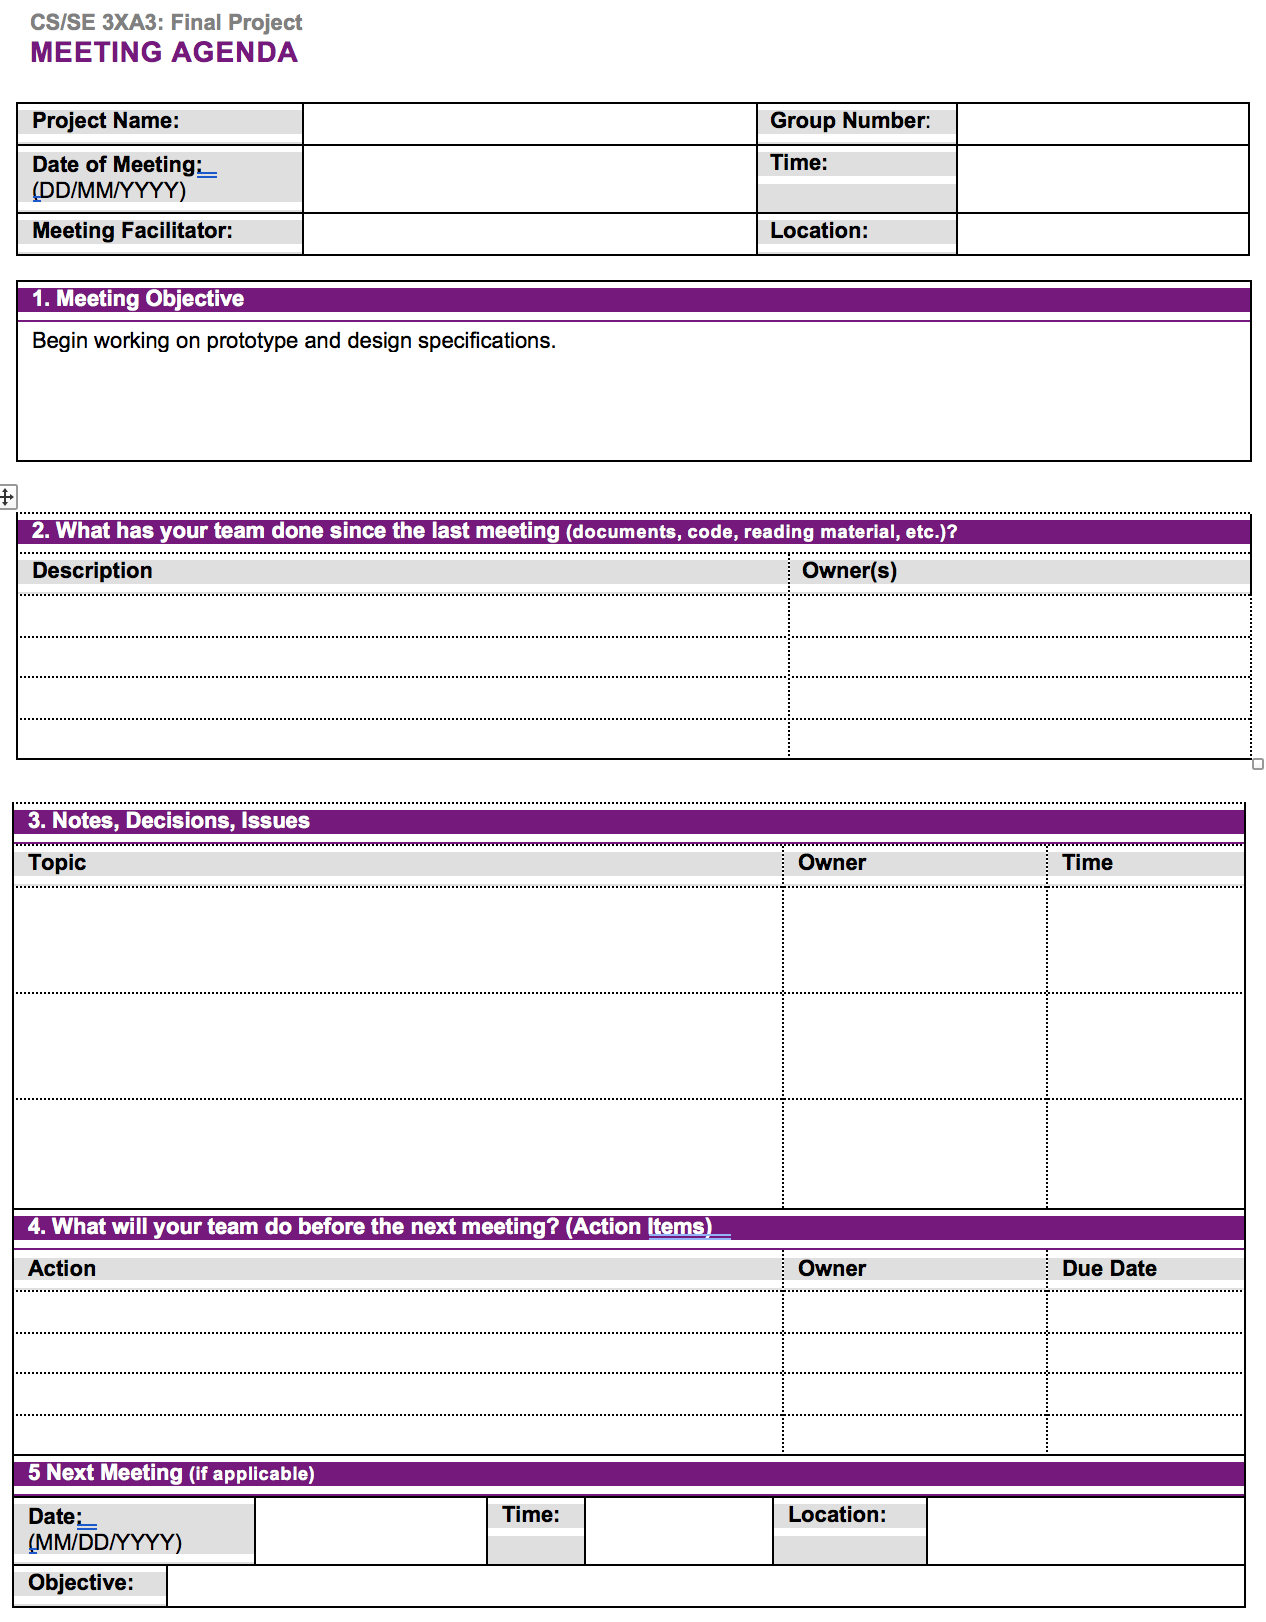 CS/SE 3XA3: Final Project
MEETING AGENDA
Project Name:
Group Number:
Date of Meeting:
(DD/MM/YYYY)
Time:
Meeting Facilitator:
Location:
1. Meeting Objective
Begin working on prototype and design specifications.
2. What has your team done since the last meeting (documents, code, reading material, etc.)?
Description
Owner(s)
3. Notes, Decisions, Issues
Topic
Owner
Time
4. What will your team do before the next meeting? (Action Items)
Action
Owner
Due Date
5 Next Meeting (if applicable)
Date:
(MM/DD/YYYY)
Time:
Location:
Objective: